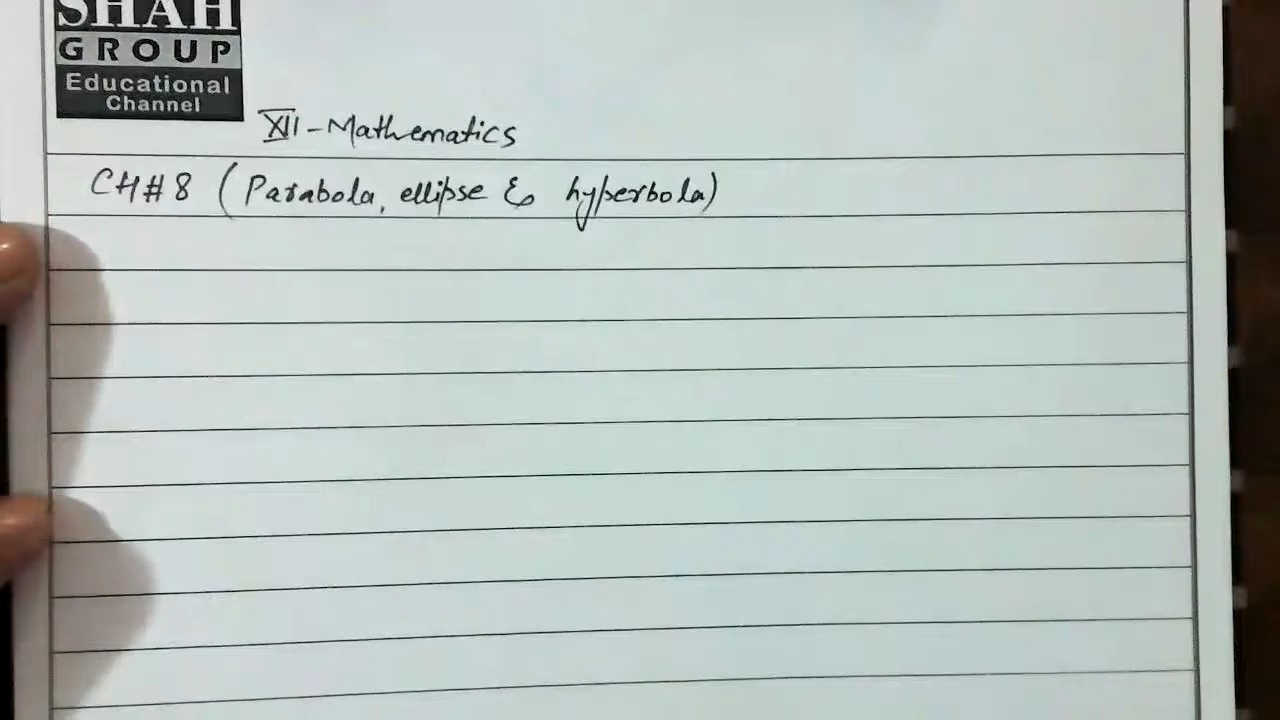 SHAH
GROUP
Educational
Channel
XII - Mathematics
CH# 8 (Parabola, ellipse & hyperbola)